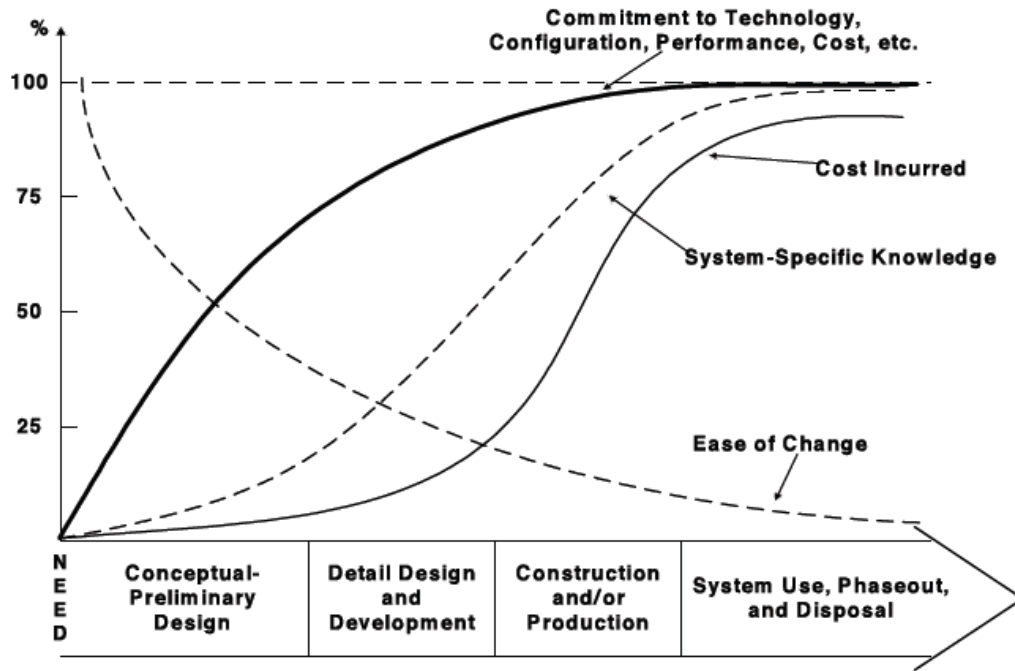 %
Commitment to Technology,
Configuration, Performance, Cost, etc.
100
Cost Incurred
75
System-Specific Knowledge
50
25
Ease of Change
NEED
Conceptual-
Preliminary
Design
Detail Design
and
Development
Construction
and/or
Production
System Use, Phaseout,
and Disposal